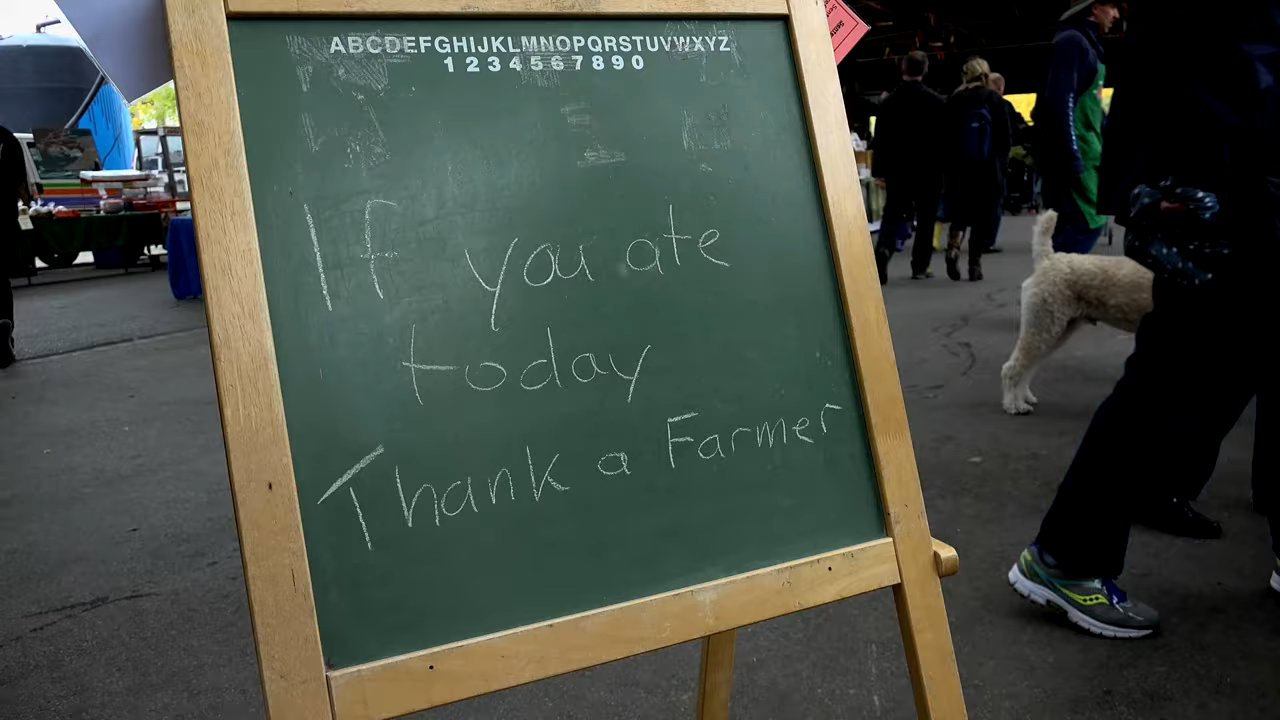 ABCDEFGHIJKLMNOPQRSTUVWXYZ
1234567890
If you ate
today
Thank a Farmer